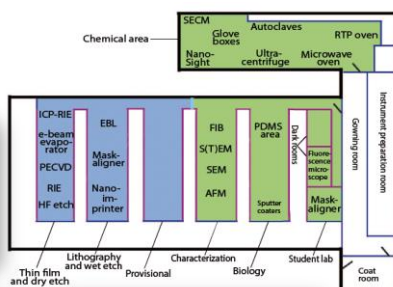 SECM
Autoclaves
Glove
boxes
RTP oven
Chemical area
Nano-
Sight
Ultra-
centrifuge
Microwave
oven
ICP-RIE
e-beam
evapo-
rator
PECVD
RIE
HF etch
EBL
Mask-
aligner
Nano-
im-
printer
FIB
S(T)EM
SEM
AFM
PDMS
area
Sputter
coaters
Dark rooms
Fluore-
scence
micro-
scope
Mask-
aligner
Gowning room
Instrument preparation room
Thin film
and dry etch
Lithography
and wet etch
Provisional
Characterization
Biology
Student lab
Coat
room